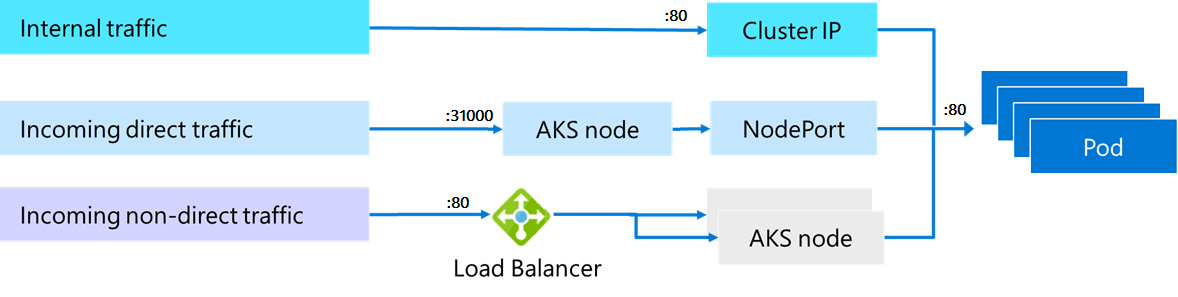 Internal traffic
:80
Cluster IP
Incoming direct traffic
:31000
AKS node
NodePort
:80
Pod
Incoming non-direct traffic
:80
Load Balancer
AKS node